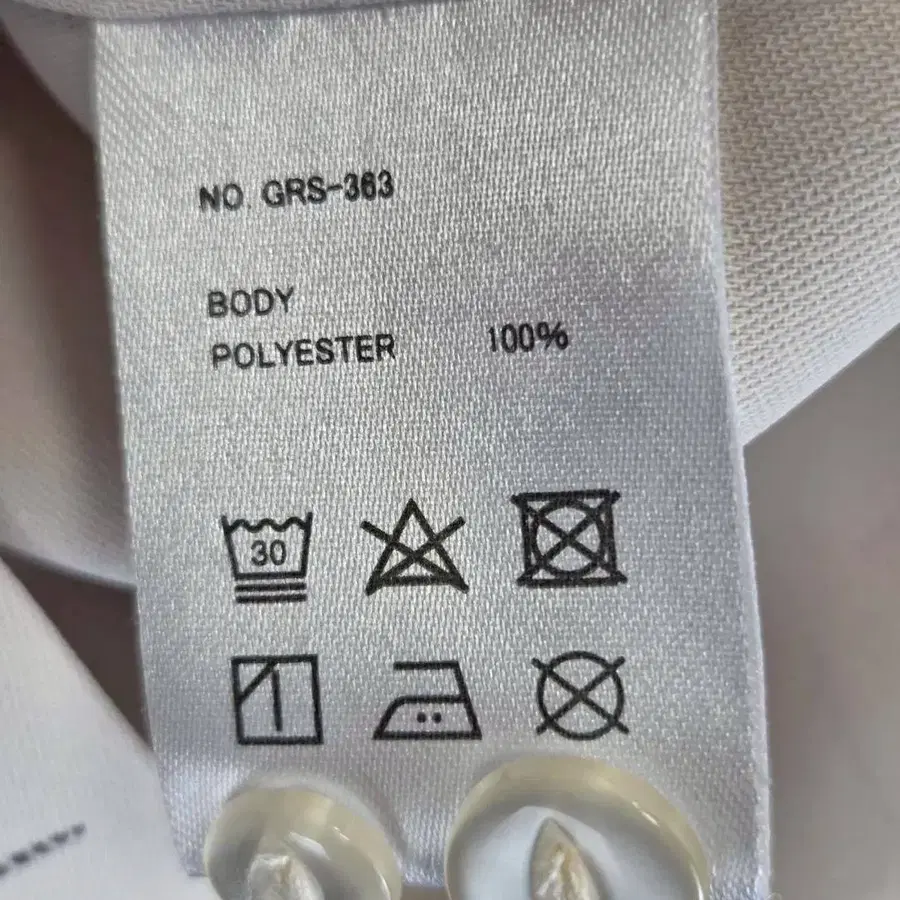 NO. GRS-363
BODY
POLYESTER 100%
30